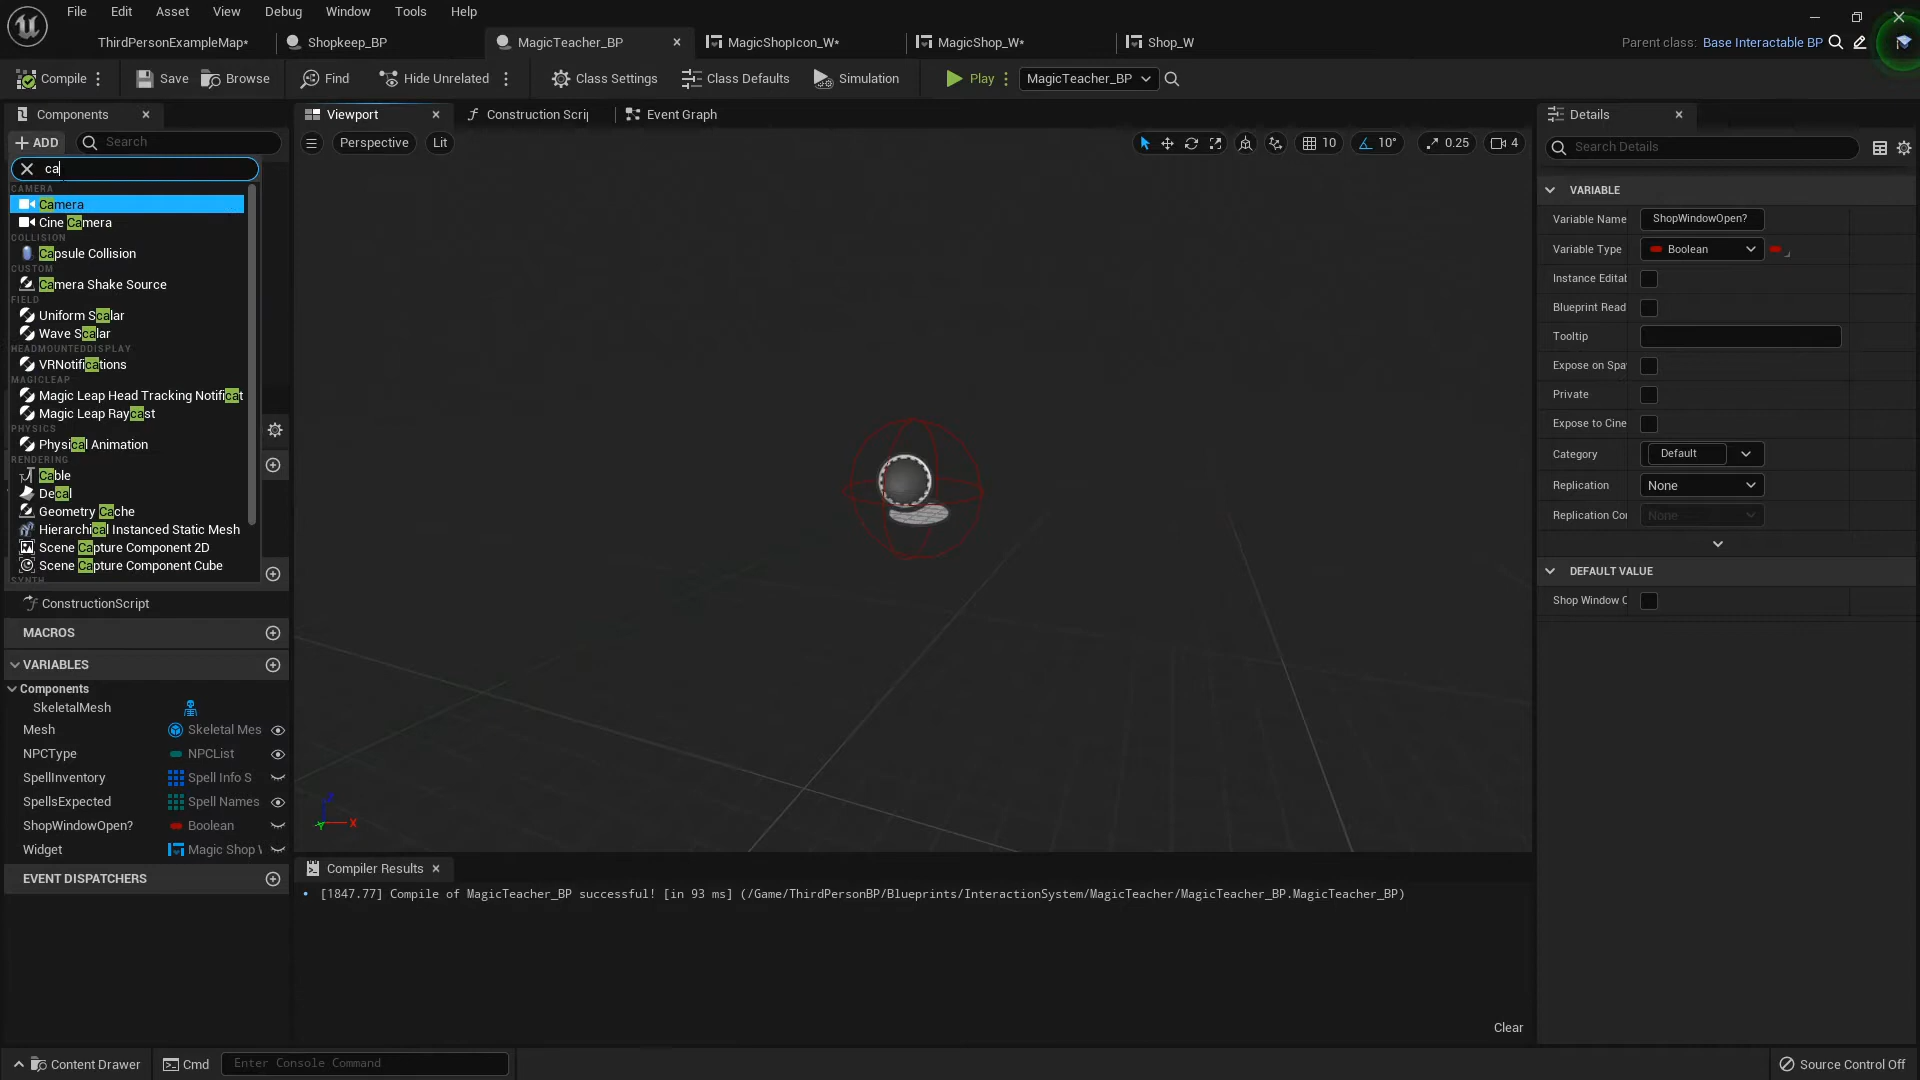 File Edit Asset View Debug Window Tools Help
ThirdPersonExampleMap* Shopkeep_BP MagicTeacher_BP MagicShopIcon_W* MagicShop_W* Shop_W Parent class: Base Interactable BP
Compile Save Browse Find Hide Unrelated Class Settings Class Defaults Simulation Play MagicTeacher_BP
Components Viewport Construction Scrij Event Graph Details
ADD Search Perspective Lit 10 10° 0.25 4 Search Details
ca
CAMERA
Camera
Cine Camera
COLLISION
Capsule Collision
CUSTOM
Camera Shake Source
FIELD
Uniform Scalar
Wave Scalar
HEADMOUNTEDDISPLAY
VRNotifications
MAGICLEAP
Magic Leap Head Tracking Notificat
Magic Leap Raycast
PHYSICS
Physical Animation
RENDERING
Cable
Decal
Geometry Cache
Hierarchical Instanced Static Mesh
Scene Capture Component 2D
Scene Capture Component Cube
SYNTH
ConstructionScript
MACROS
VARIABLES
Components
SkeletalMesh
Mesh Skeletal Mes
NPCType NPCList
SpellInventory Spell Info S
SpellsExpected Spell Names
ShopWindowOpen? Boolean
Widget Magic Shop
EVENT DISPATCHERS
Z
Y X
Compiler Results
[1847.77] Compile of MagicTeacher_BP successful! [in 93 ms] (/Game/ThirdPersonBP/Blueprints/InteractionSystem/MagicTeacher/MagicTeacher_BP.MagicTeacher_BP)
Clear
VARIABLE
Variable Name ShopWindowOpen?
Variable Type Boolean
Instance Editab
Blueprint Read
Tooltip
Expose on Spa
Private
Expose to Cine
Category Default
Replication None
Replication Co None
DEFAULT VALUE
Shop Window O
Content Drawer Cmd Enter Console Command Source Control Off